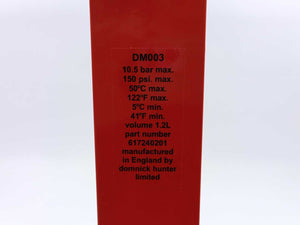 DM003
10.5 bar max.
150 psi. max.
50°C max.
122°F max.
5°C min.
41°F min.
volume 1.2L
part number
617240201
manufactured
in England by
domnick hunter
limited